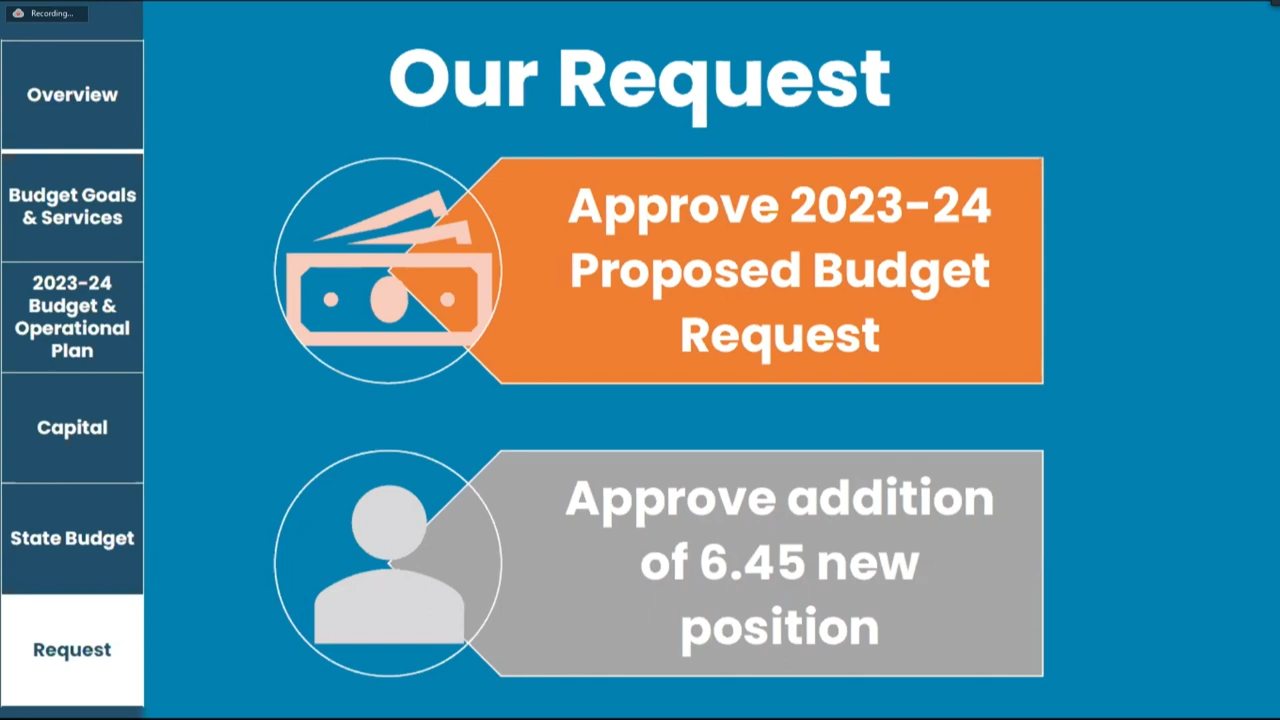 Recording...
Overview
Budget Goals
& Services
2023-24
Budget &
Operational
Plan
Capital
State Budget
Request
Our Request
Approve 2023-24
Proposed Budget
Request
Approve addition
of 6.45 new
position